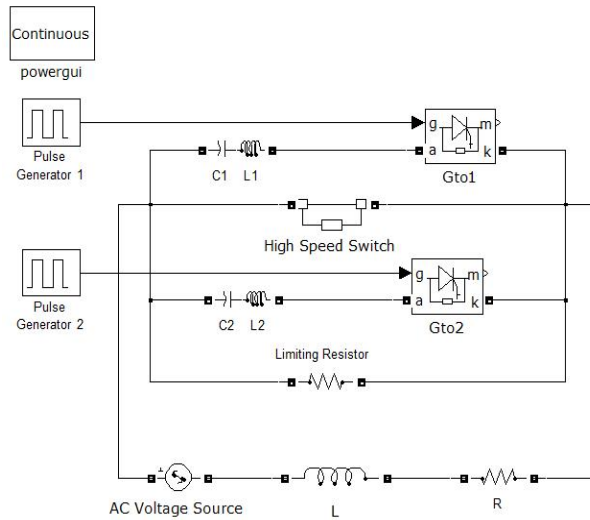 Continuous
powergui
Pulse
Generator 1
g
m
a
k
C1
L1
Gto1
High Speed Switch
Pulse
Generator 2
g
m
a
k
C2
L2
Gto2
Limiting Resistor
AC Voltage Source
L
R